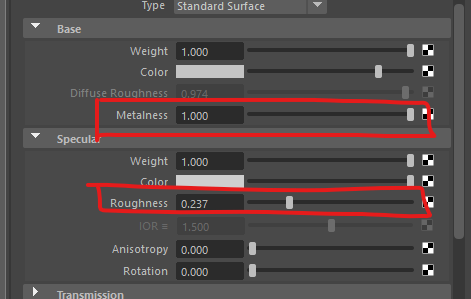 Type Standard Surface
Base
Weight 1.000
Color
Diffuse Roughness 0.974
Metalness 1.000
Specular
Weight 1.000
Color
Roughness 0.237
IOR ≡ 1.500
Anisotropy 0.000
Rotation 0.000
Transmission